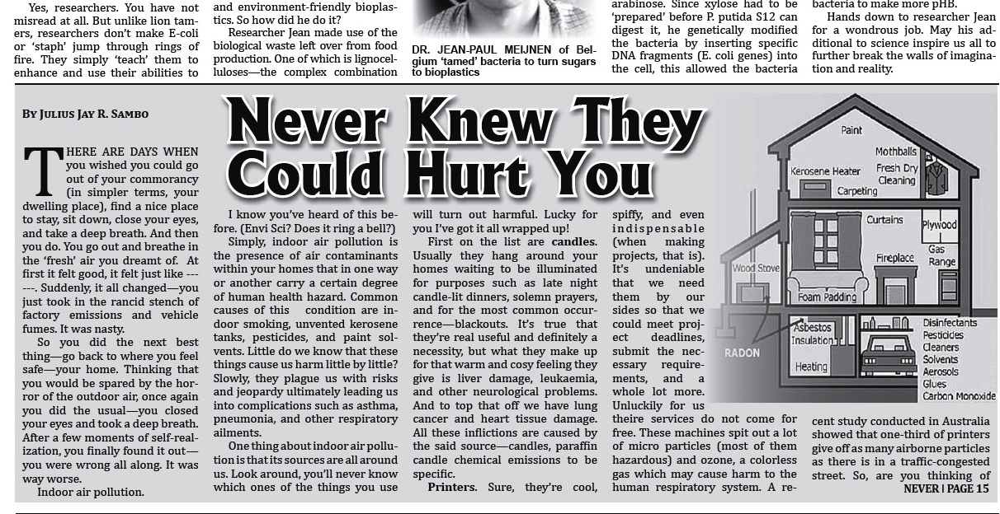 Yes, researchers. You have not
misread at all. But unlike lion tam-
ers, researchers don't make E-coli
or 'staph' jump through rings of
fire. They simply 'teach' them to
enhance and use their abilities to
and environment-friendly bioplas-
tics. So how did he do it?
Researcher Jean made use of the
biological waste left over from food
production. One of which is lignocel-
luloses—the complex combination
DR. JEAN-PAUL MEIJNEN of Bel-
gium 'tamed' bacteria to turn sugars
to bioplastics
arabinose. Since xylose had to be
'prepared' before P. putida S12 can
digest it, he genetically modified
the bacteria by inserting specific
DNA fragments (E. coli genes) into
the cell, this allowed the bacteria
bacteria to make more pHB.
Hands down to researcher Jean
for a wondrous job. May his ad-
ditional to science inspire us all to
further break the walls of imagina-
tion and reality.
Never Knew They
Could Hurt You
BY JULIUS JAY R. SAMBO
THERE ARE DAYS WHEN
you wished you could go
out of your commorancy
(in simpler terms, your
dwelling place), find a nice place
to stay, sit down, close your eyes,
and take a deep breath. And then
you do. You go out and breathe in
the 'fresh' air you dreamt of. At
first it felt good, it felt just like ---
---. Suddenly, it all changed—you
just took in the rancid stench of
factory emissions and vehicle
fumes. It was nasty.
So you did the next best
thing—go back to where you feel
safe—your home. Thinking that
you would be spared by the hor-
ror of the outdoor air, once again
you did the usual—you closed
your eyes and took a deep breath.
After a few moments of self-real-
ization, you finally found it out—
you were wrong all along. It was
way worse.
Indoor air pollution.
I know you've heard of this be-
fore. (Envi Sci? Does it ring a bell?)
Simply, indoor air pollution is
the presence of air contaminants
within your homes that in one way
or another carry a certain degree
of human health hazard. Common
causes of this condition are in-
door smoking, unvented kerosene
tanks, pesticides, and paint sol-
vents. Little do we know that these
things cause us harm little by little?
Slowly, they plague us with risks
and jeopardy ultimately leading us
into complications such as asthma,
pneumonia, and other respiratory
ailments.
One thing about indoor air pollu-
tion is that its sources are all around
us. Look around, you'll never know
which ones of the things you use
will turn out harmful. Lucky for
you I've got it all wrapped up!
First on the list are candles.
Usually they hang around your
homes waiting to be illuminated
for purposes such as late night
candle-lit dinners, solemn prayers,
and for the most common occur-
rence—blackouts. It's true that
they're real useful and definitely a
necessity, but what they make up
for that warm and cosy feeling they
give is liver damage, leukaemia,
and other neurological problems.
And to top that off we have lung
cancer and heart tissue damage.
All these inflictions are caused by
the said source—candles, paraffin
candle chemical emissions to be
specific.
Printers. Sure, they're cool,
spiffy, and even
indispensable
(when making
projects, that is).
It's undeniable
that we need
them by our
sides so that we
could meet proj-
ect deadlines,
submit the nec-
essary require-
ments, and a
whole lot more.
Unluckily for us
theire services do not come for
free. These machines spit out a lot
of micro particles (most of them
hazardous) and ozone, a colorless
gas which may cause harm to the
human respiratory system. A re-
cent study conducted in Australia
showed that one-third of printers
give off as many airborne particles
as there is in a traffic-congested
street. So, are you thinking of
NEVER | PAGE 15
Paint
Mothballs
Kerosene Heater
Fresh Dry
Cleaning
Carpeting
Curtains
Plywood
Gas
Range
Fireplace
Wood Stove
Foam Padding
Asbestos
Insulation
RADON
Heating
Disinfectants
Pesticides
Cleaners
Solvents
Aerosols
Glues
Carbon Monoxide